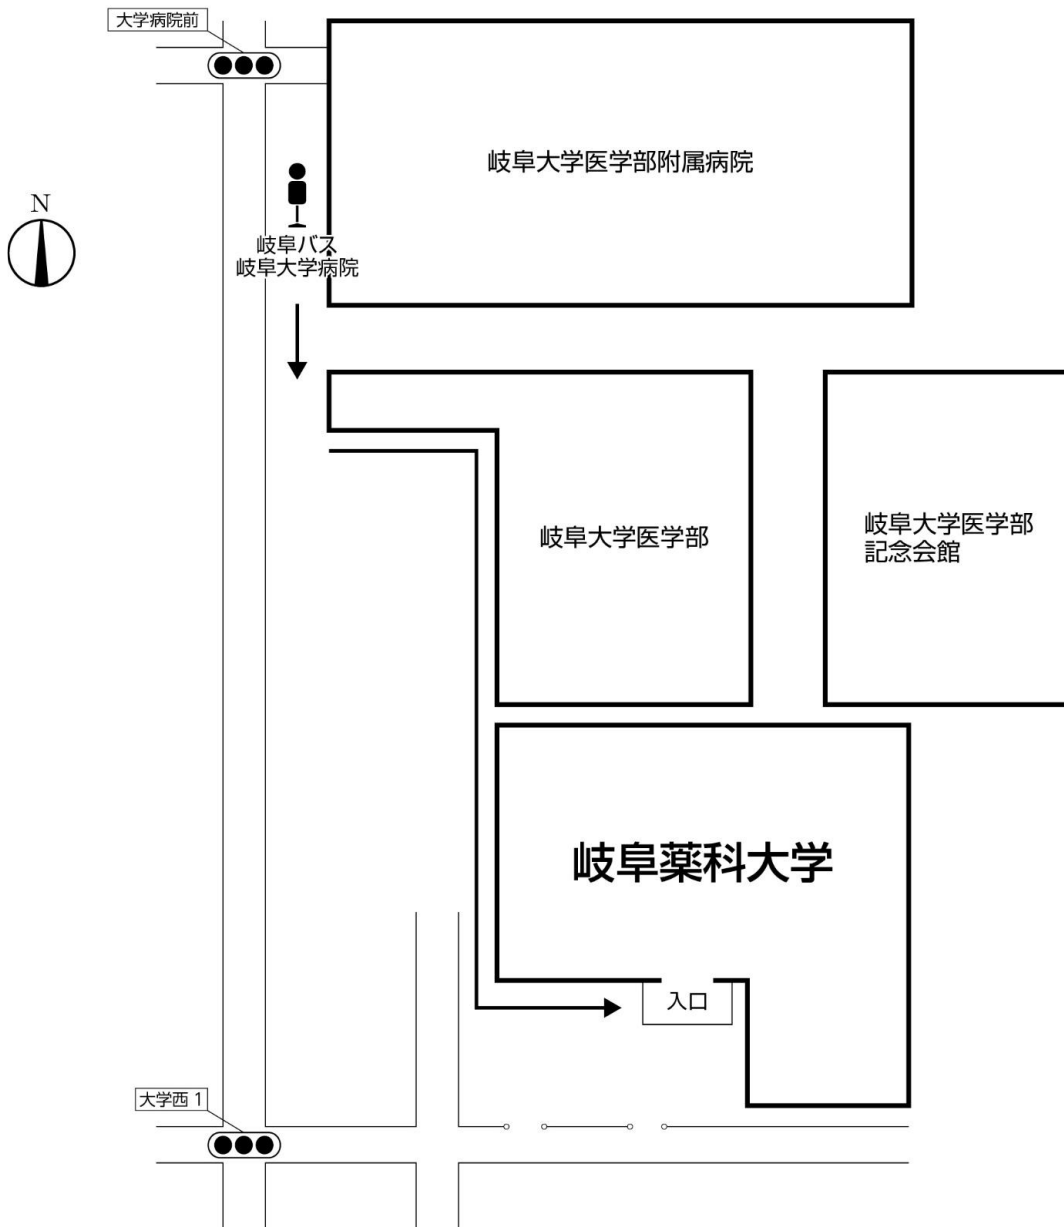 大学病院前
岐阜大学医学部附属病院
N
岐阜バス
岐阜大学病院
岐阜大学医学部
岐阜大学医学部
記念会館
岐阜薬科大学
入口
大学西 1